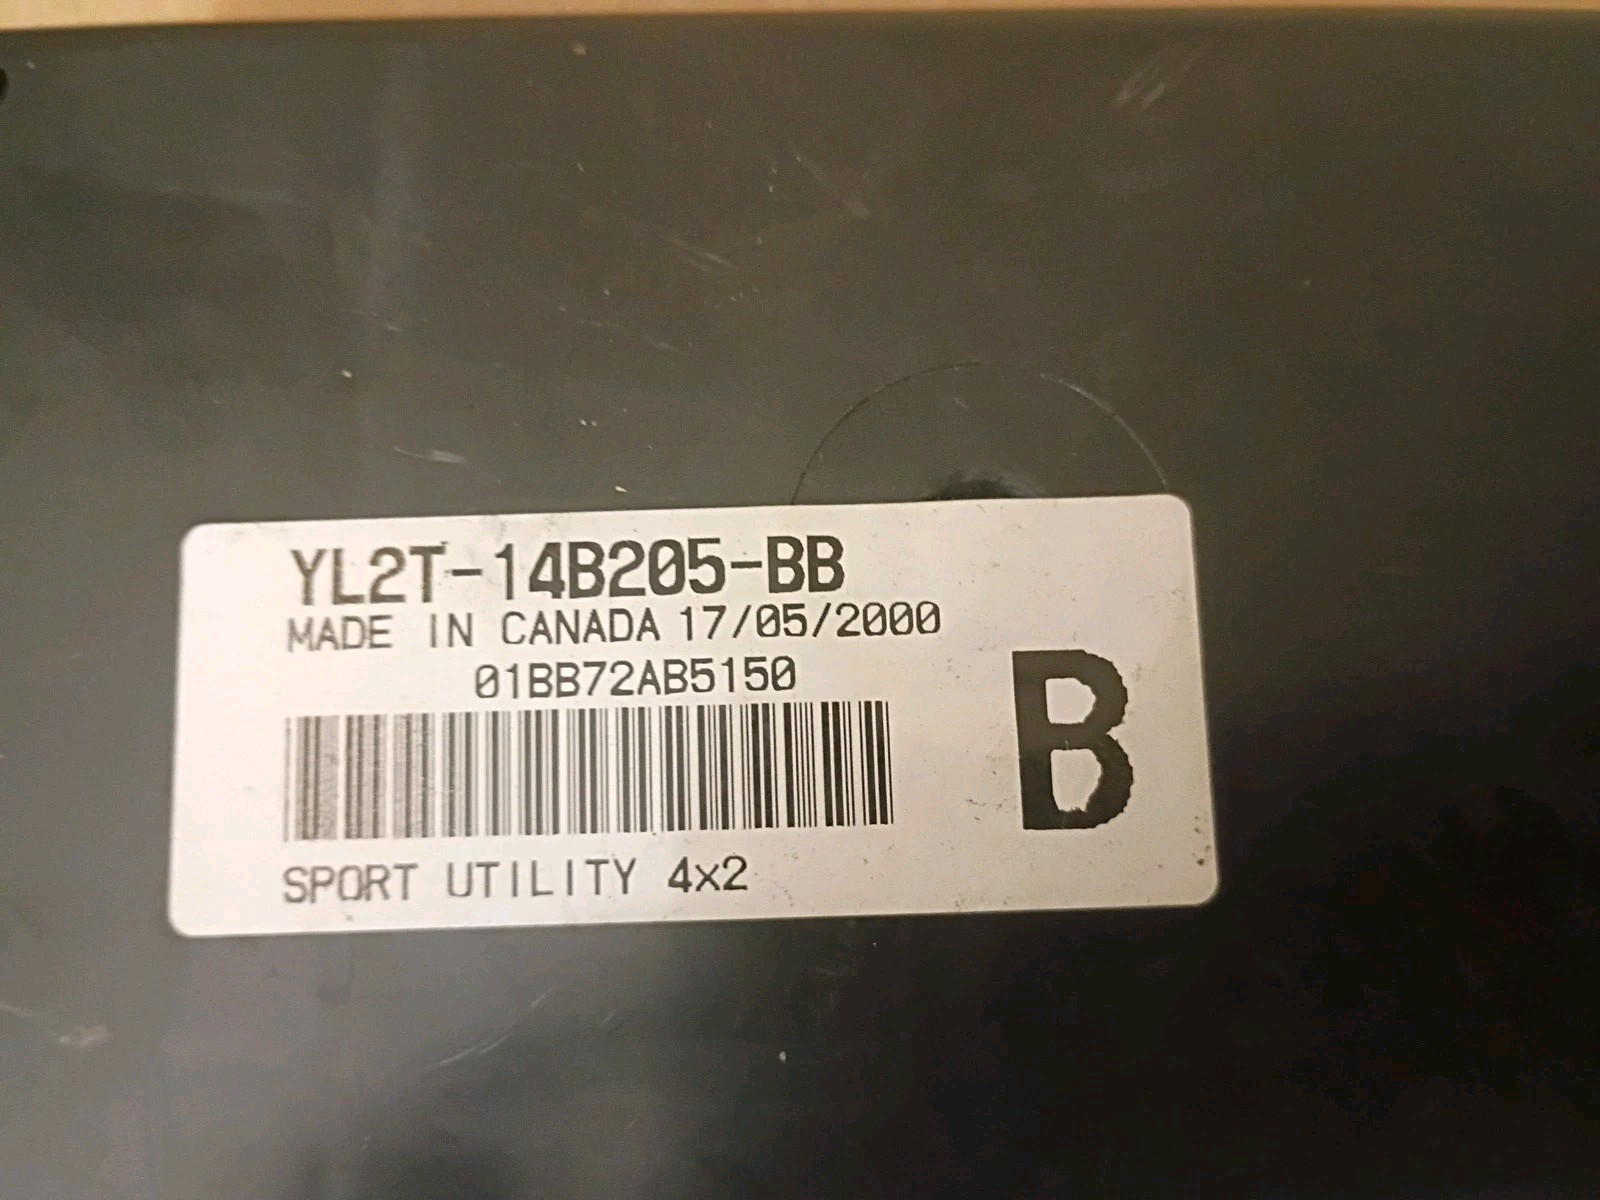 YL2T-14B205-BB
MADE IN CANADA 17/05/2000
01BB72AB5150
B
SPORT UTILITY 4x2